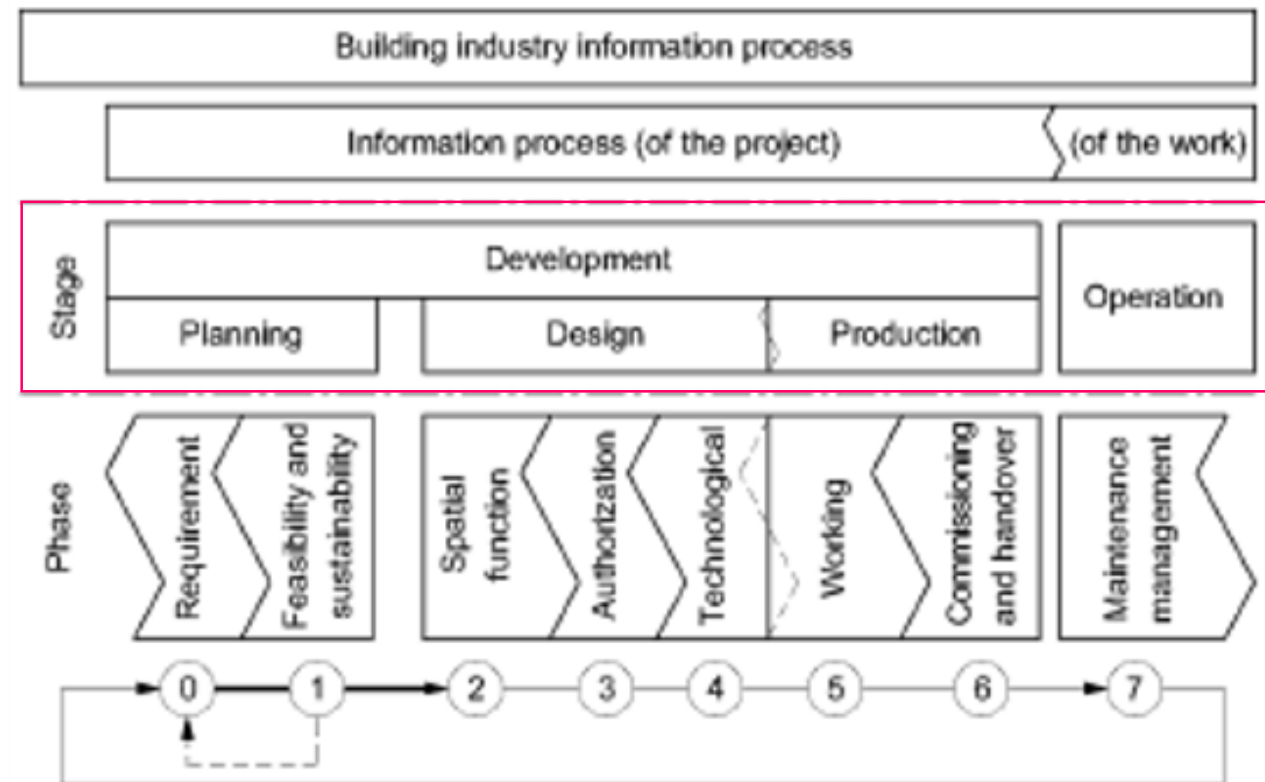 Building industry information process
Information process (of the project)
(of the work)
Stage
Development
Operation
Planning
Design
Production
Phase
Requirement
Feasibility and
sustainability
Spatial
function
Authorization
Technological
Working
Commissioning
and handover
Maintenance
management
0
1
2
3
4
5
6
7